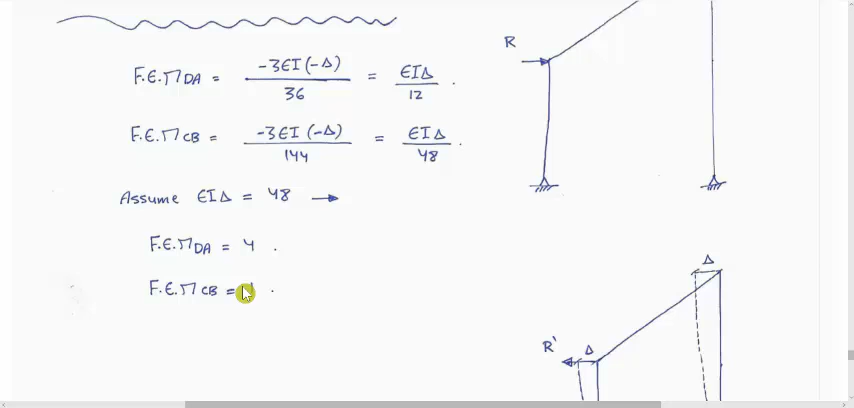 F.E.M DA = -3EI(-Δ) / 36 = EIΔ / 12 .
F.E.M CB = -3EI(-Δ) / 144 = EIΔ / 48 .
Assume EIΔ = 48 →
F.E.M DA = 4 .
F.E.M CB =
R
Δ
R` Δ